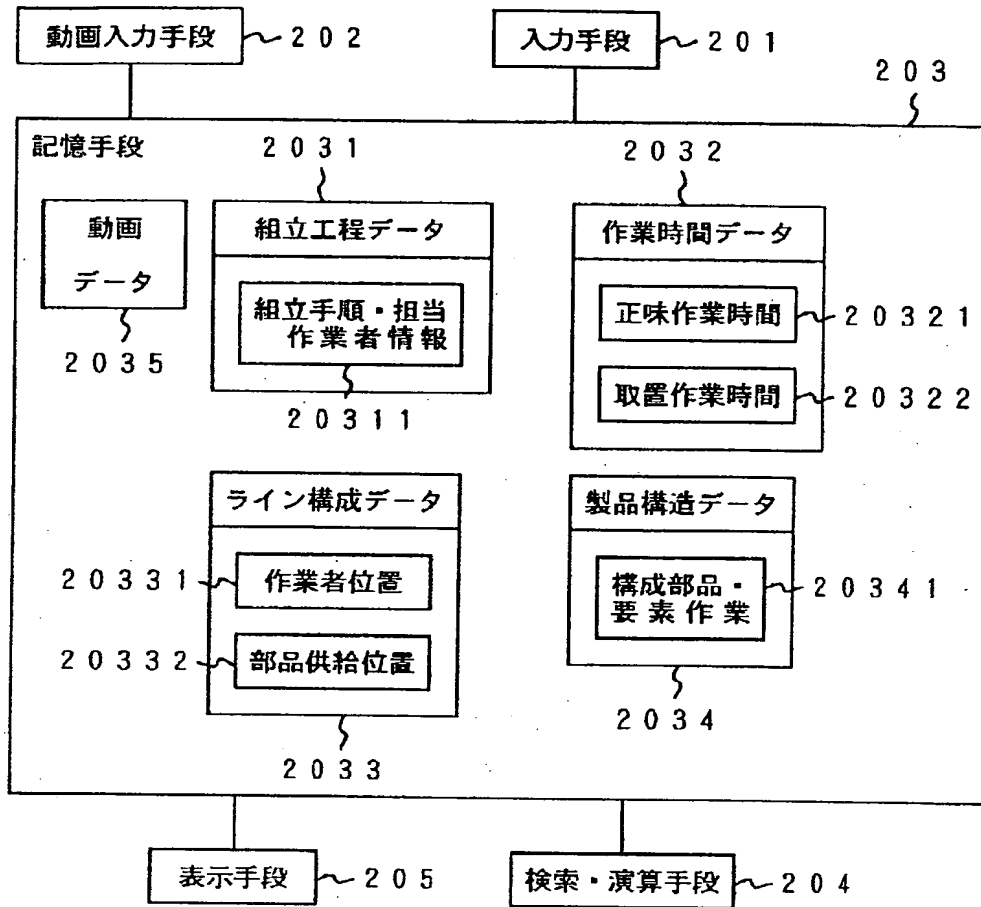 動画入力手段 202
入力手段 201
203
記憶手段
2031
2032
動画
データ
2035
組立工程データ
組立手順・担当
作業者情報
20311
作業時間データ
正味作業時間 20321
取置作業時間 20322
ライン構成データ
20331 作業者位置
20332 部品供給位置
2033
製品構造データ
構成部品・
要素作業
20341
2034
表示手段 205
検索・演算手段 204